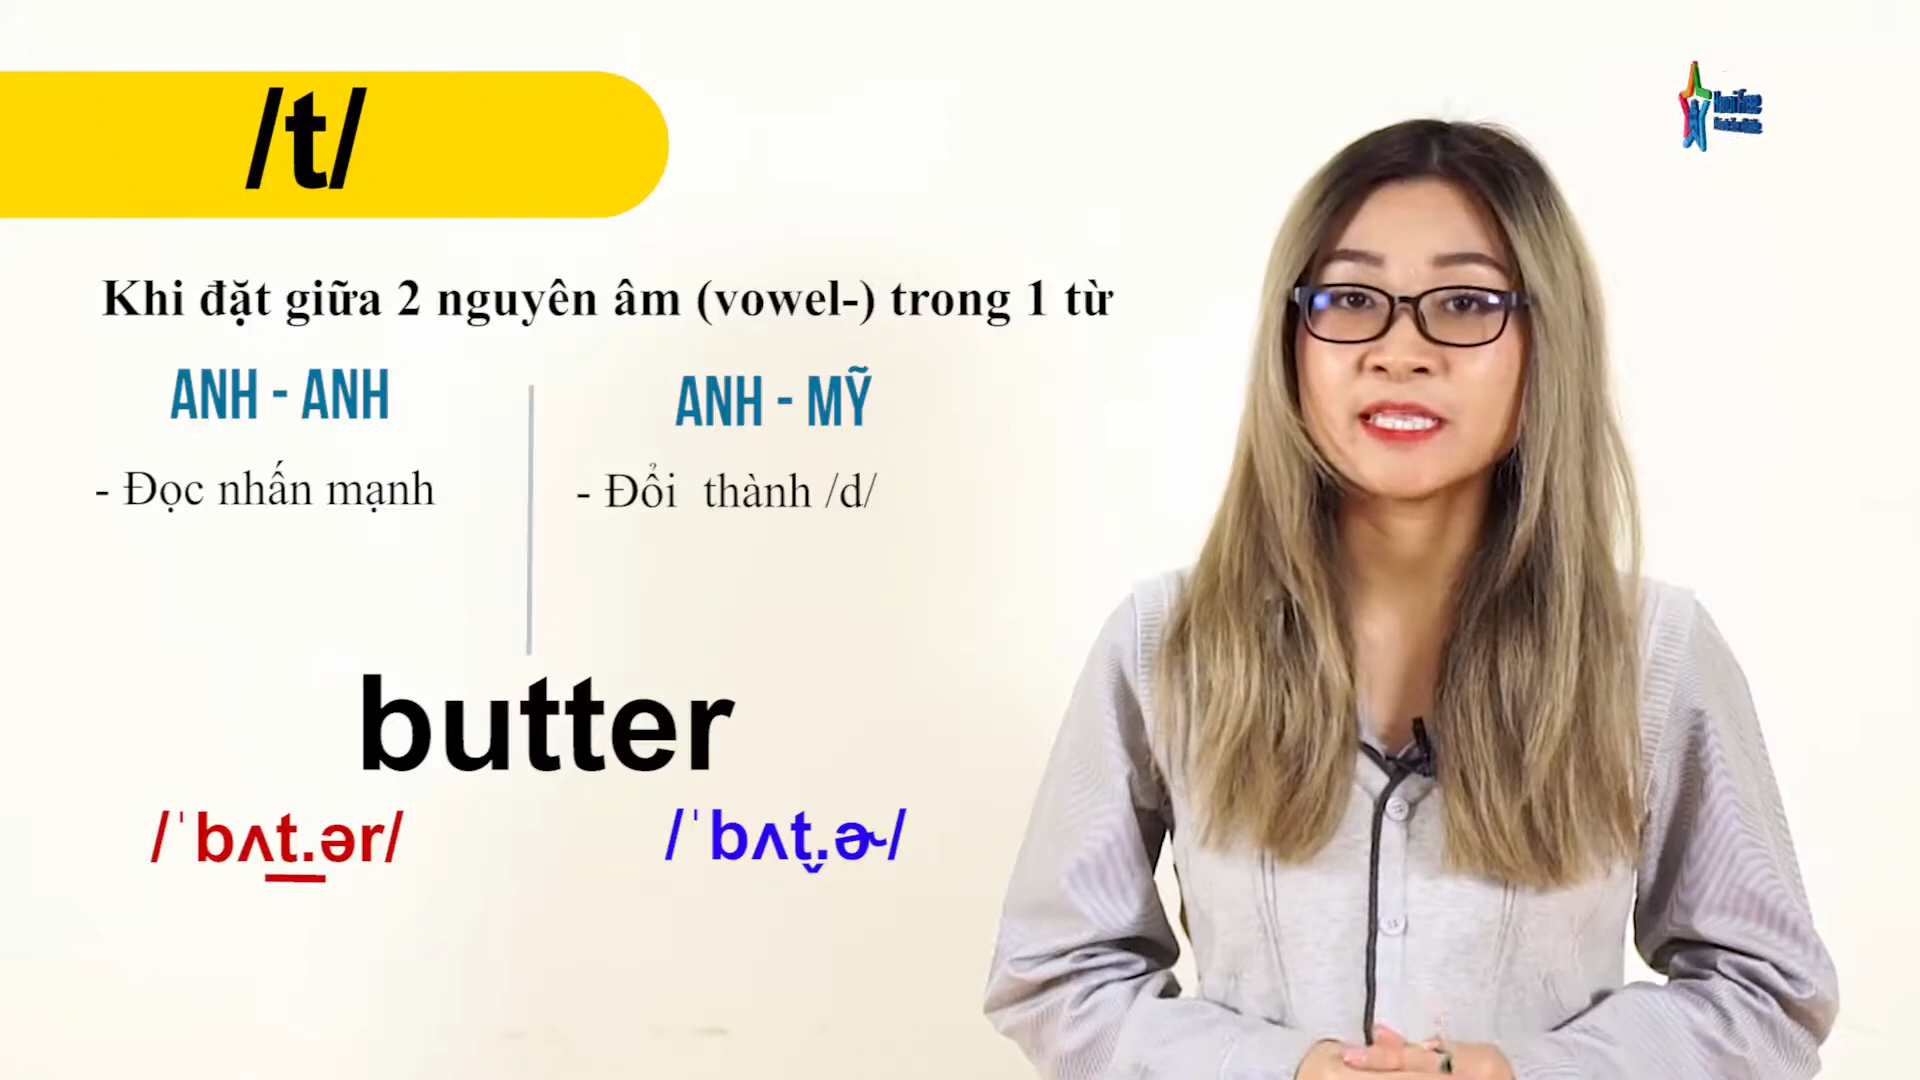 /t/
Khi đặt giữa 2 nguyên âm (vowel-) trong 1 từ
ANH - ANH
ANH - MỸ
- Đọc nhấn mạnh
- Đổi thành /d/
butter
/ˈbʌt.ər/
/ˈbʌt̬.ɚ/